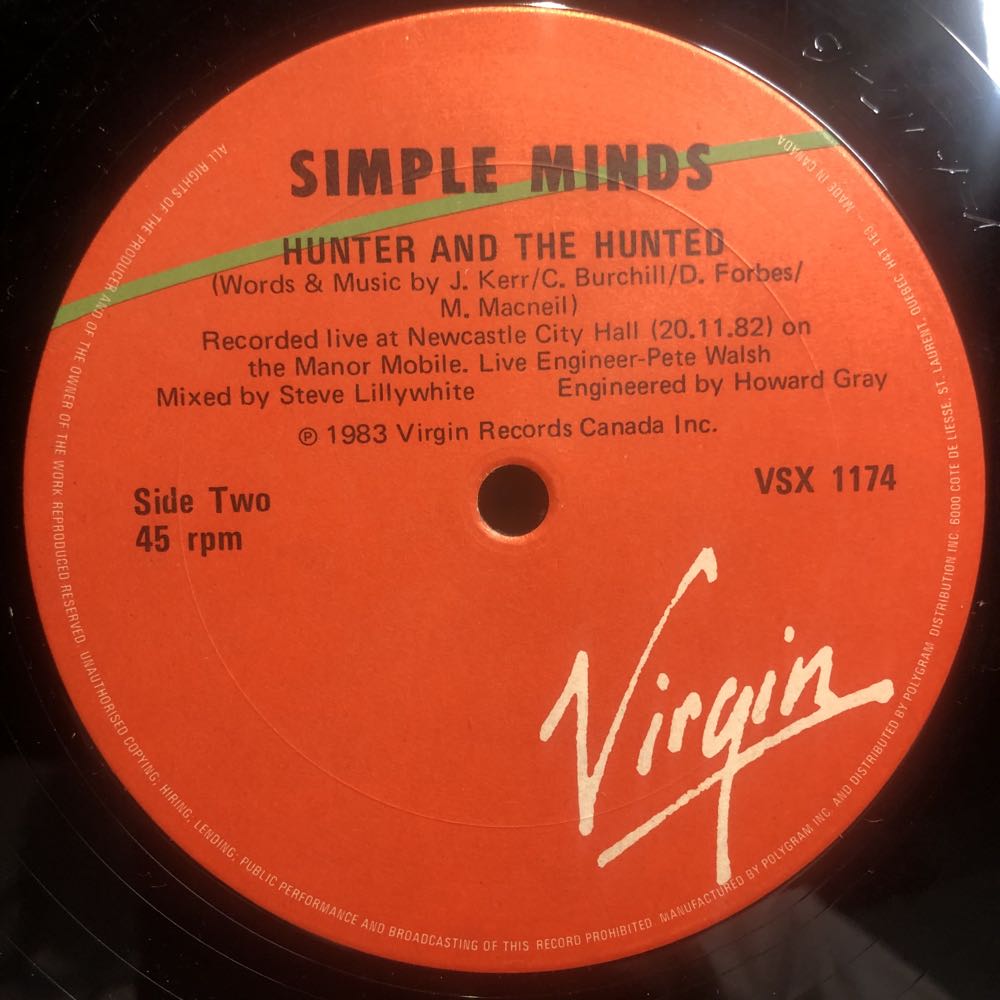 SIMPLE MINDS
HUNTER AND THE HUNTED
(Words & Music by J. Kerr/C. Burchill/D. Forbes/
M. Macneil)
Recorded live at Newcastle City Hall (20.11.82) on
the Manor Mobile. Live Engineer-Pete Walsh
Mixed by Steve Lillywhite Engineered by Howard Gray
℗ 1983 Virgin Records Canada Inc.
Side Two
45 rpm
VSX 1174
Virgin
ALL RIGHTS OF THE PRODUCER AND OF THE OWNER OF THE WORK REPRODUCED RESERVED. UNAUTHORISED COPYING, HIRING, LENDING, PUBLIC PERFORMANCE AND BROADCASTING OF THIS RECORD PROHIBITED. MANUFACTURED BY POLYGRAM INC. AND DISTRIBUTED BY POLYGRAM DISTRIBUTION INC. 6000 COTE DE LIESSE, ST. LAURENT, QUEBEC H4T 1E3 – MADE IN CANADA